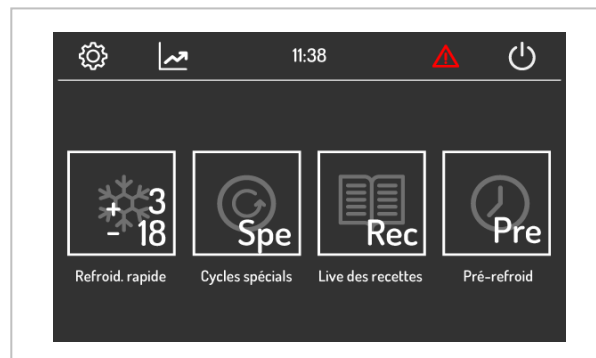 11:38
+ 3
- 18
Spe
Rec
Pre
Refroid. rapide
Cycles spécials
Live des recettes
Pré-refroid